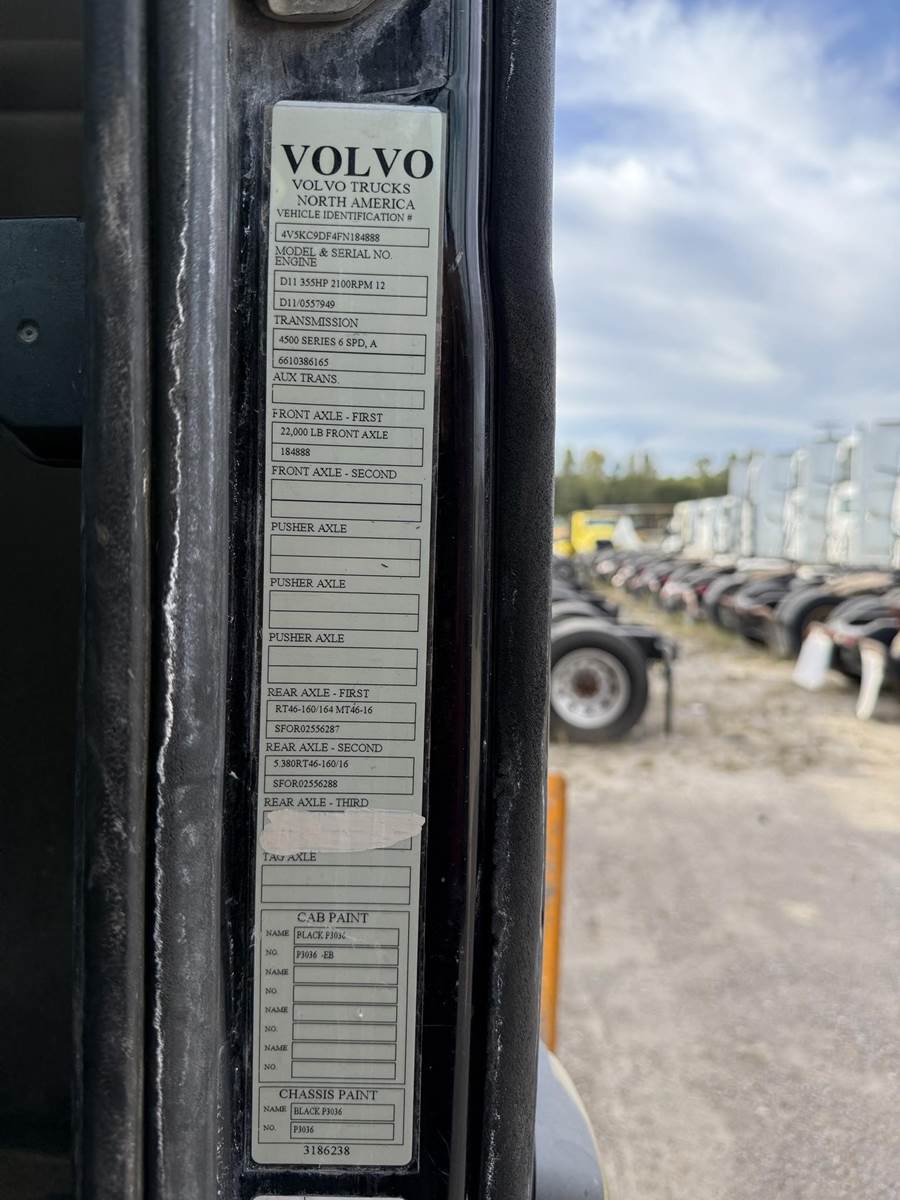 VOLVO
VOLVO TRUCKS
NORTH AMERICA
VEHICLE IDENTIFICATION #
4V5KC9DF4FN184888
MODEL & SERIAL NO.
ENGINE
D11 355HP 2100RPM 12
D11/0557949
TRANSMISSION
4500 SERIES 6 SPD, A
6610386165
AUX TRANS.
FRONT AXLE - FIRST
22,000 LB FRONT AXLE
184888
FRONT AXLE - SECOND
PUSHER AXLE
PUSHER AXLE
PUSHER AXLE
REAR AXLE - FIRST
RT46-160/164 MT46-16
SFOR02556287
REAR AXLE - SECOND
5.380RT46-160/16
SFOR02556288
REAR AXLE - THIRD
TAG AXLE
CAB PAINT
NAME BLACK P3036
NO. P3036 -EB
NAME
NO.
NAME
NO.
NAME
NO.
CHASSIS PAINT
NAME BLACK P3036
NO. P3036
3186238